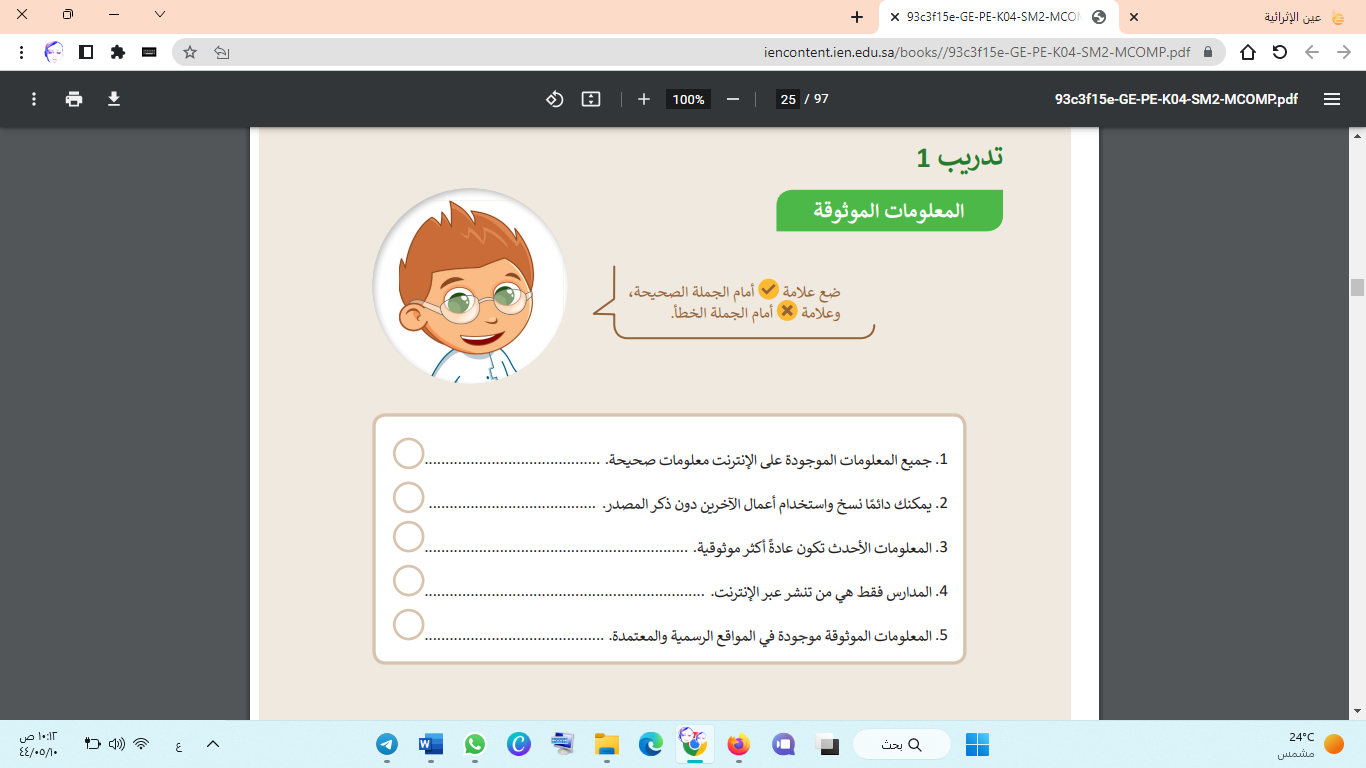 عين الإثرائية
93c3f15e-GE-PE-K04-SM2-MCOM
iencontent.ien.edu.sa/books//93c3f15e-GE-PE-K04-SM2-MCOMP.pdf
93c3f15e-GE-PE-K04-SM2-MCOMP.pdf
25 / 97
100%
تدريب 1
المعلومات الموثوقة
ضع علامة ✓ أمام الجملة الصحيحة،
وعلامة ✗ أمام الجملة الخطأ.
1. جميع المعلومات الموجودة على الإنترنت معلومات صحيحة. ..........................................
2. يمكنك دائمًا نسخ واستخدام أعمال الآخرين دون ذكر المصدر. ........................................
3. المعلومات الأحدث تكون عادةً أكثر موثوقية. ...............................................................
4. المدارس فقط هي من تنشر عبر الإنترنت. ...................................................................
5. المعلومات الموثوقة موجودة في المواقع الرسمية والمعتمدة. ...........................................
24°C
مشمس
بحث
ع
١٠:١٢ ص
٤٤/٠٥/١٠